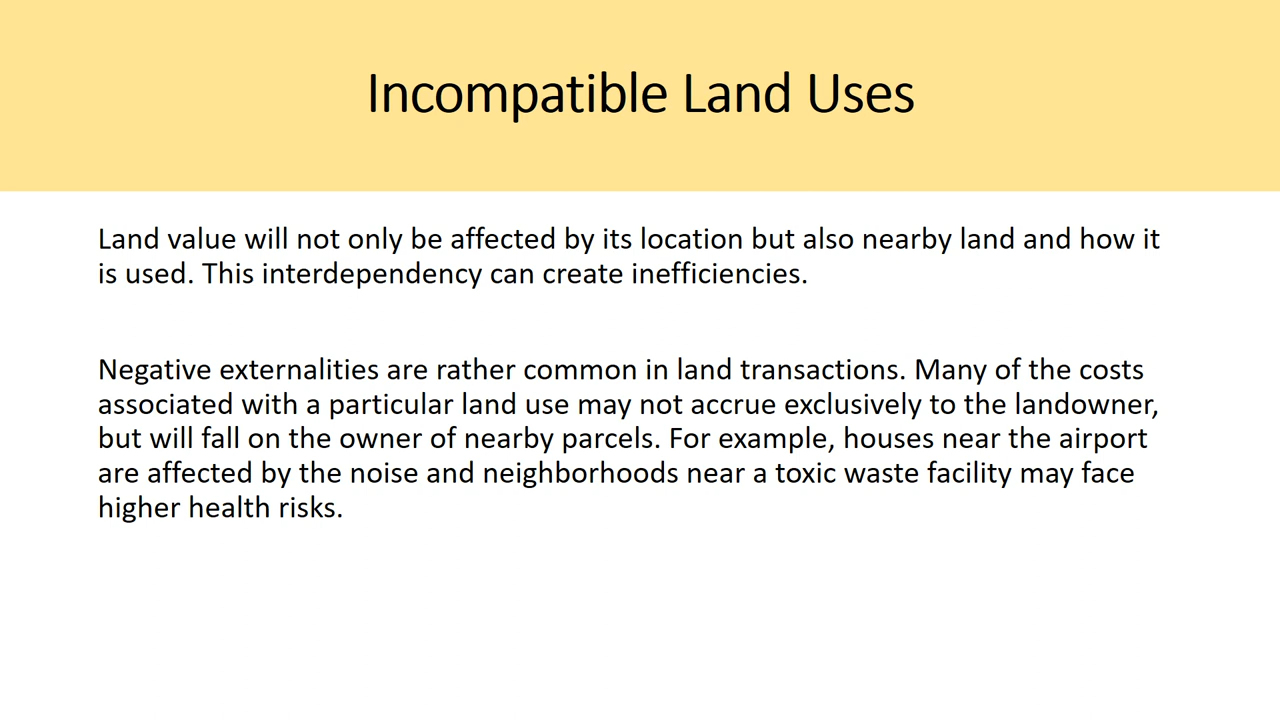 Incompatible Land Uses
Land value will not only be affected by its location but also nearby land and how it
is used. This interdependency can create inefficiencies.
Negative externalities are rather common in land transactions. Many of the costs
associated with a particular land use may not accrue exclusively to the landowner,
but will fall on the owner of nearby parcels. For example, houses near the airport
are affected by the noise and neighborhoods near a toxic waste facility may face
higher health risks.